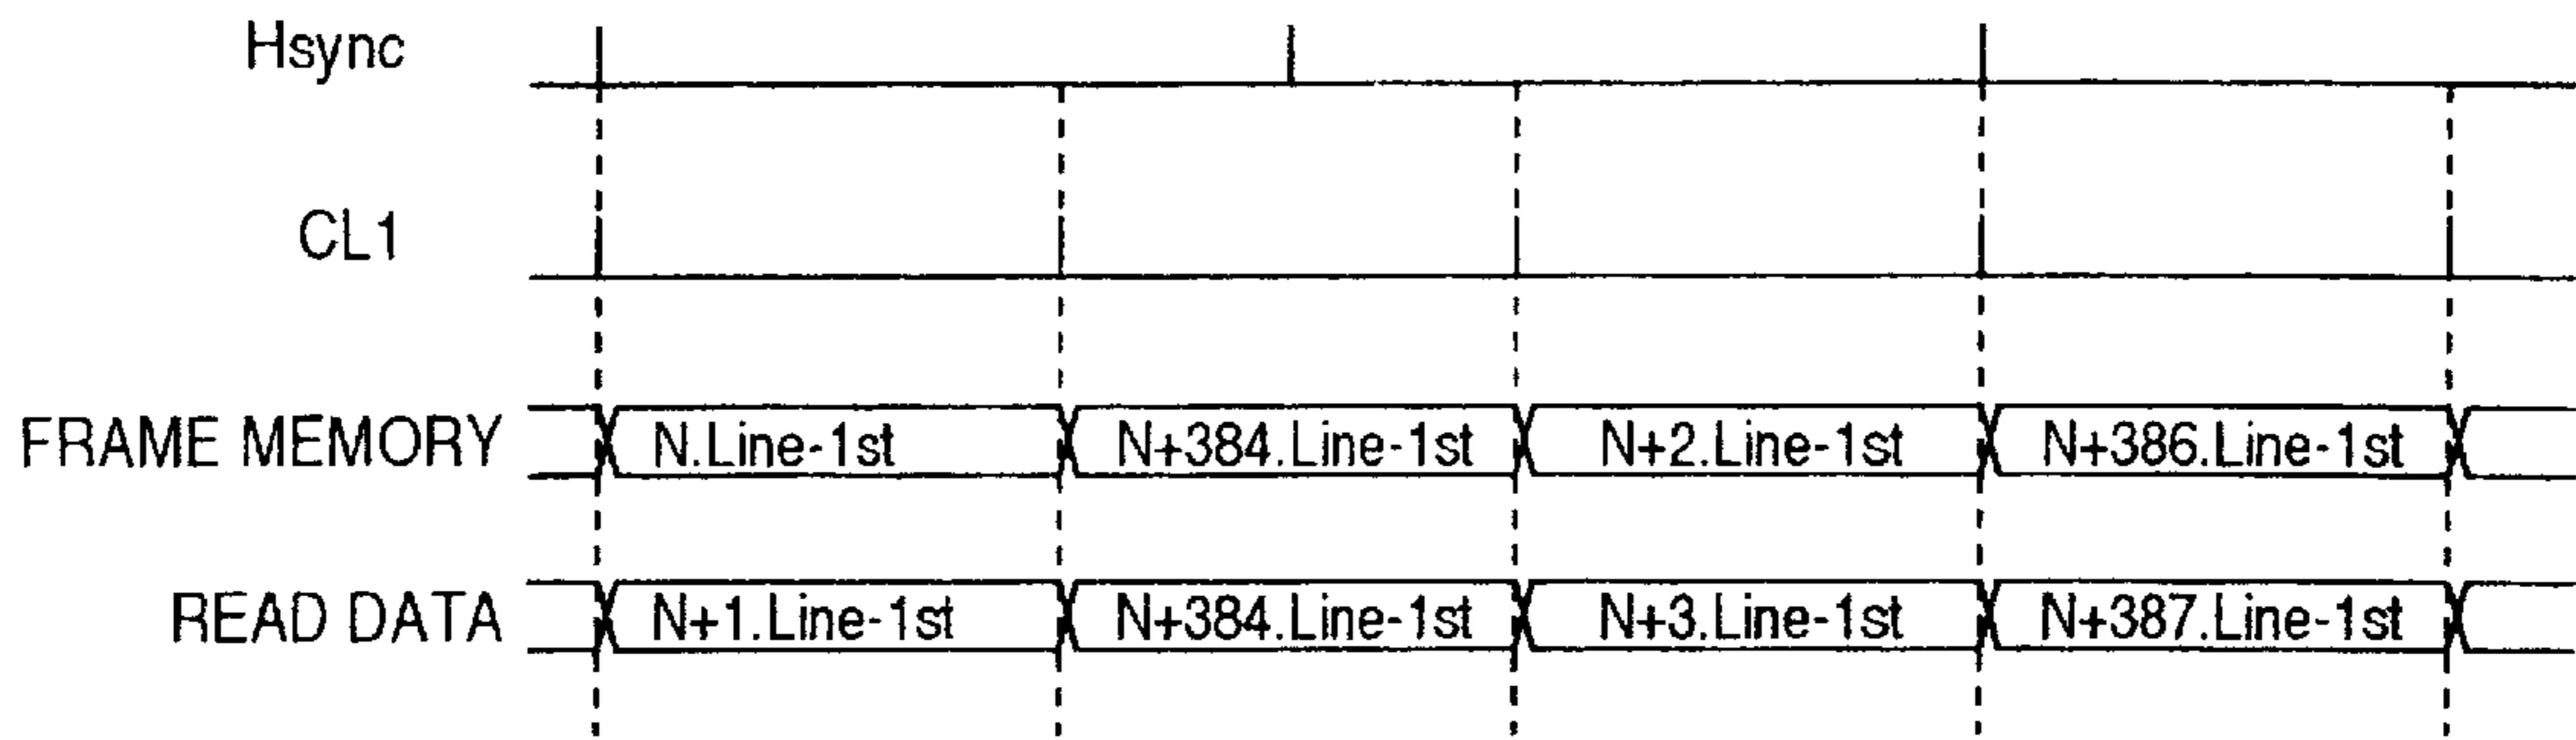 Hsync
CL1
FRAME MEMORY N.Line-1st N+384.Line-1st N+2.Line-1st N+386.Line-1st
READ DATA N+1.Line-1st N+384.Line-1st N+3.Line-1st N+387.Line-1st